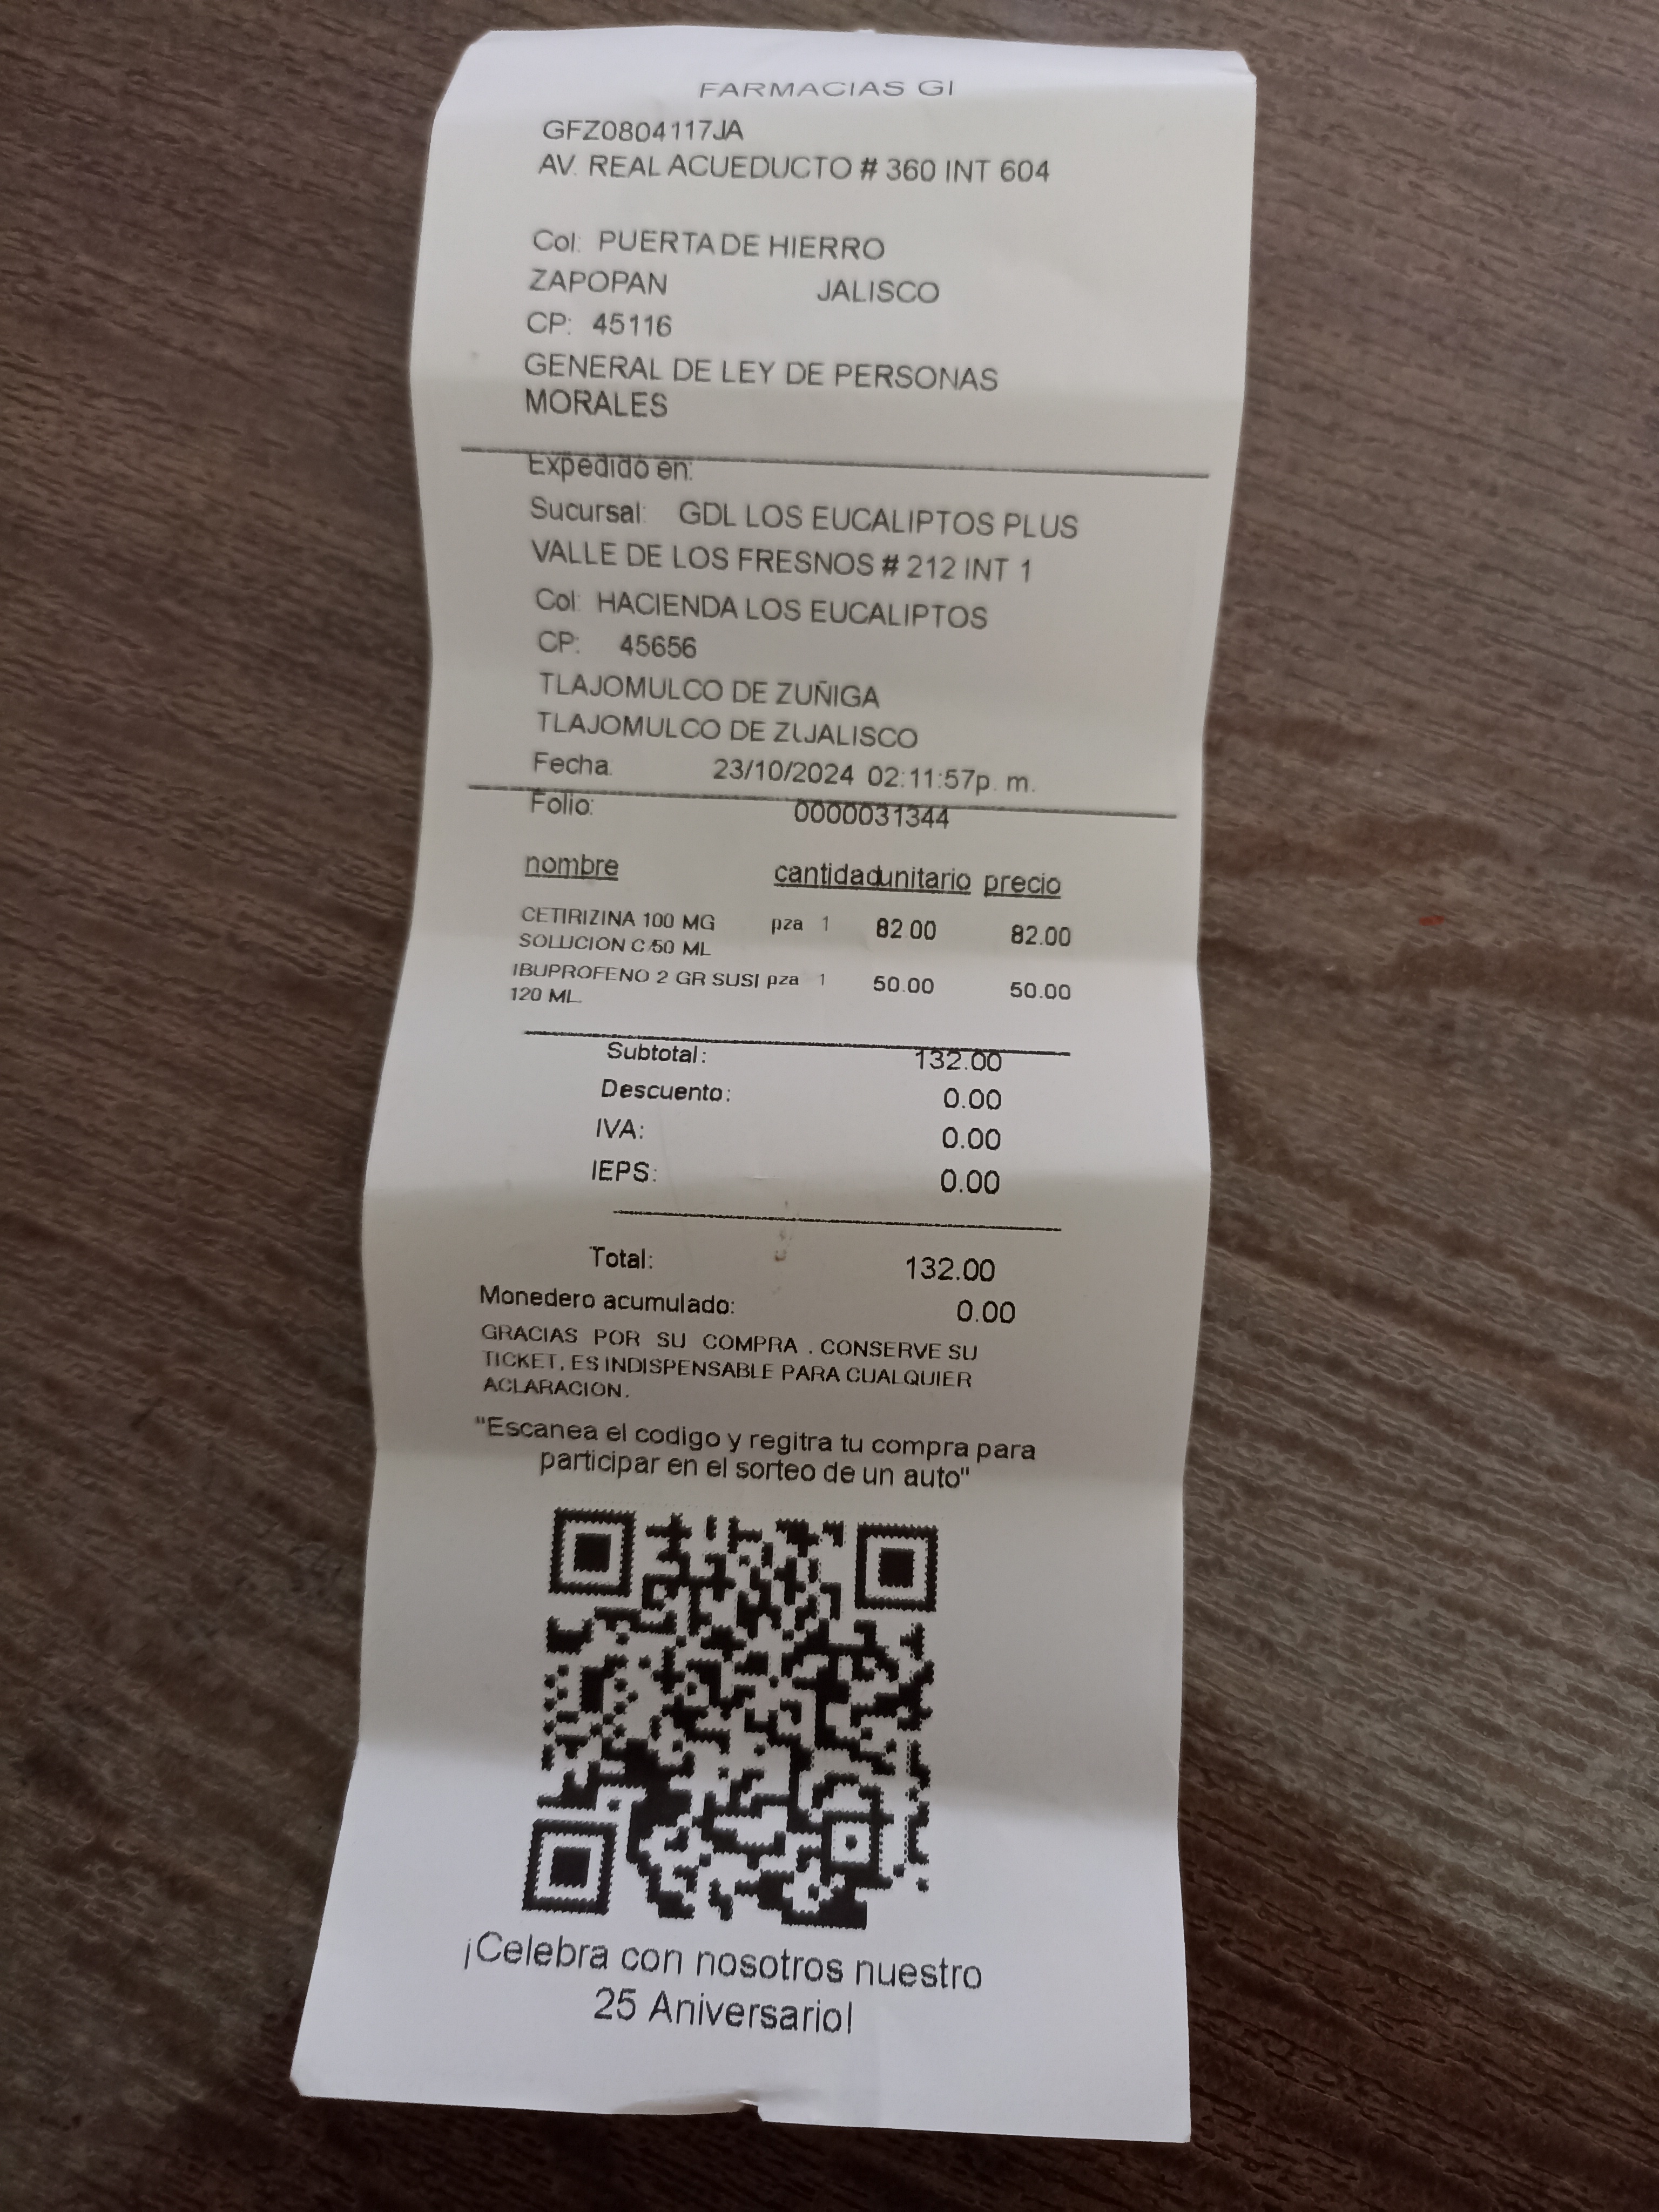 FARMACIAS GI
GFZ0804117JA
AV. REAL ACUEDUCTO # 360 INT 604
Col: PUERTA DE HIERRO
ZAPOPAN JALISCO
CP: 45116
GENERAL DE LEY DE PERSONAS
MORALES
Expedido en:
Sucursal: GDL LOS EUCALIPTOS PLUS
VALLE DE LOS FRESNOS # 212 INT 1
Col: HACIENDA LOS EUCALIPTOS
CP: 45656
TLAJOMULCO DE ZUÑIGA
TLAJOMULCO DE ZUJALISCO
Fecha: 23/10/2024 02:11:57p. m.
Folio: 0000031344
nombre cantidad unitario precio
CETIRIZINA 100 MG pza 1 82.00 82.00
SOLUCION C/50 ML
IBUPROFENO 2 GR SUSI pza 1 50.00 50.00
120 ML.
Subtotal: 132.00
Descuento: 0.00
IVA: 0.00
IEPS: 0.00
Total: 132.00
Monedero acumulado: 0.00
GRACIAS POR SU COMPRA . CONSERVE SU
TICKET, ES INDISPENSABLE PARA CUALQUIER
ACLARACION.
"Escanea el codigo y regitra tu compra para
participar en el sorteo de un auto"
¡Celebra con nosotros nuestro
25 Aniversario!